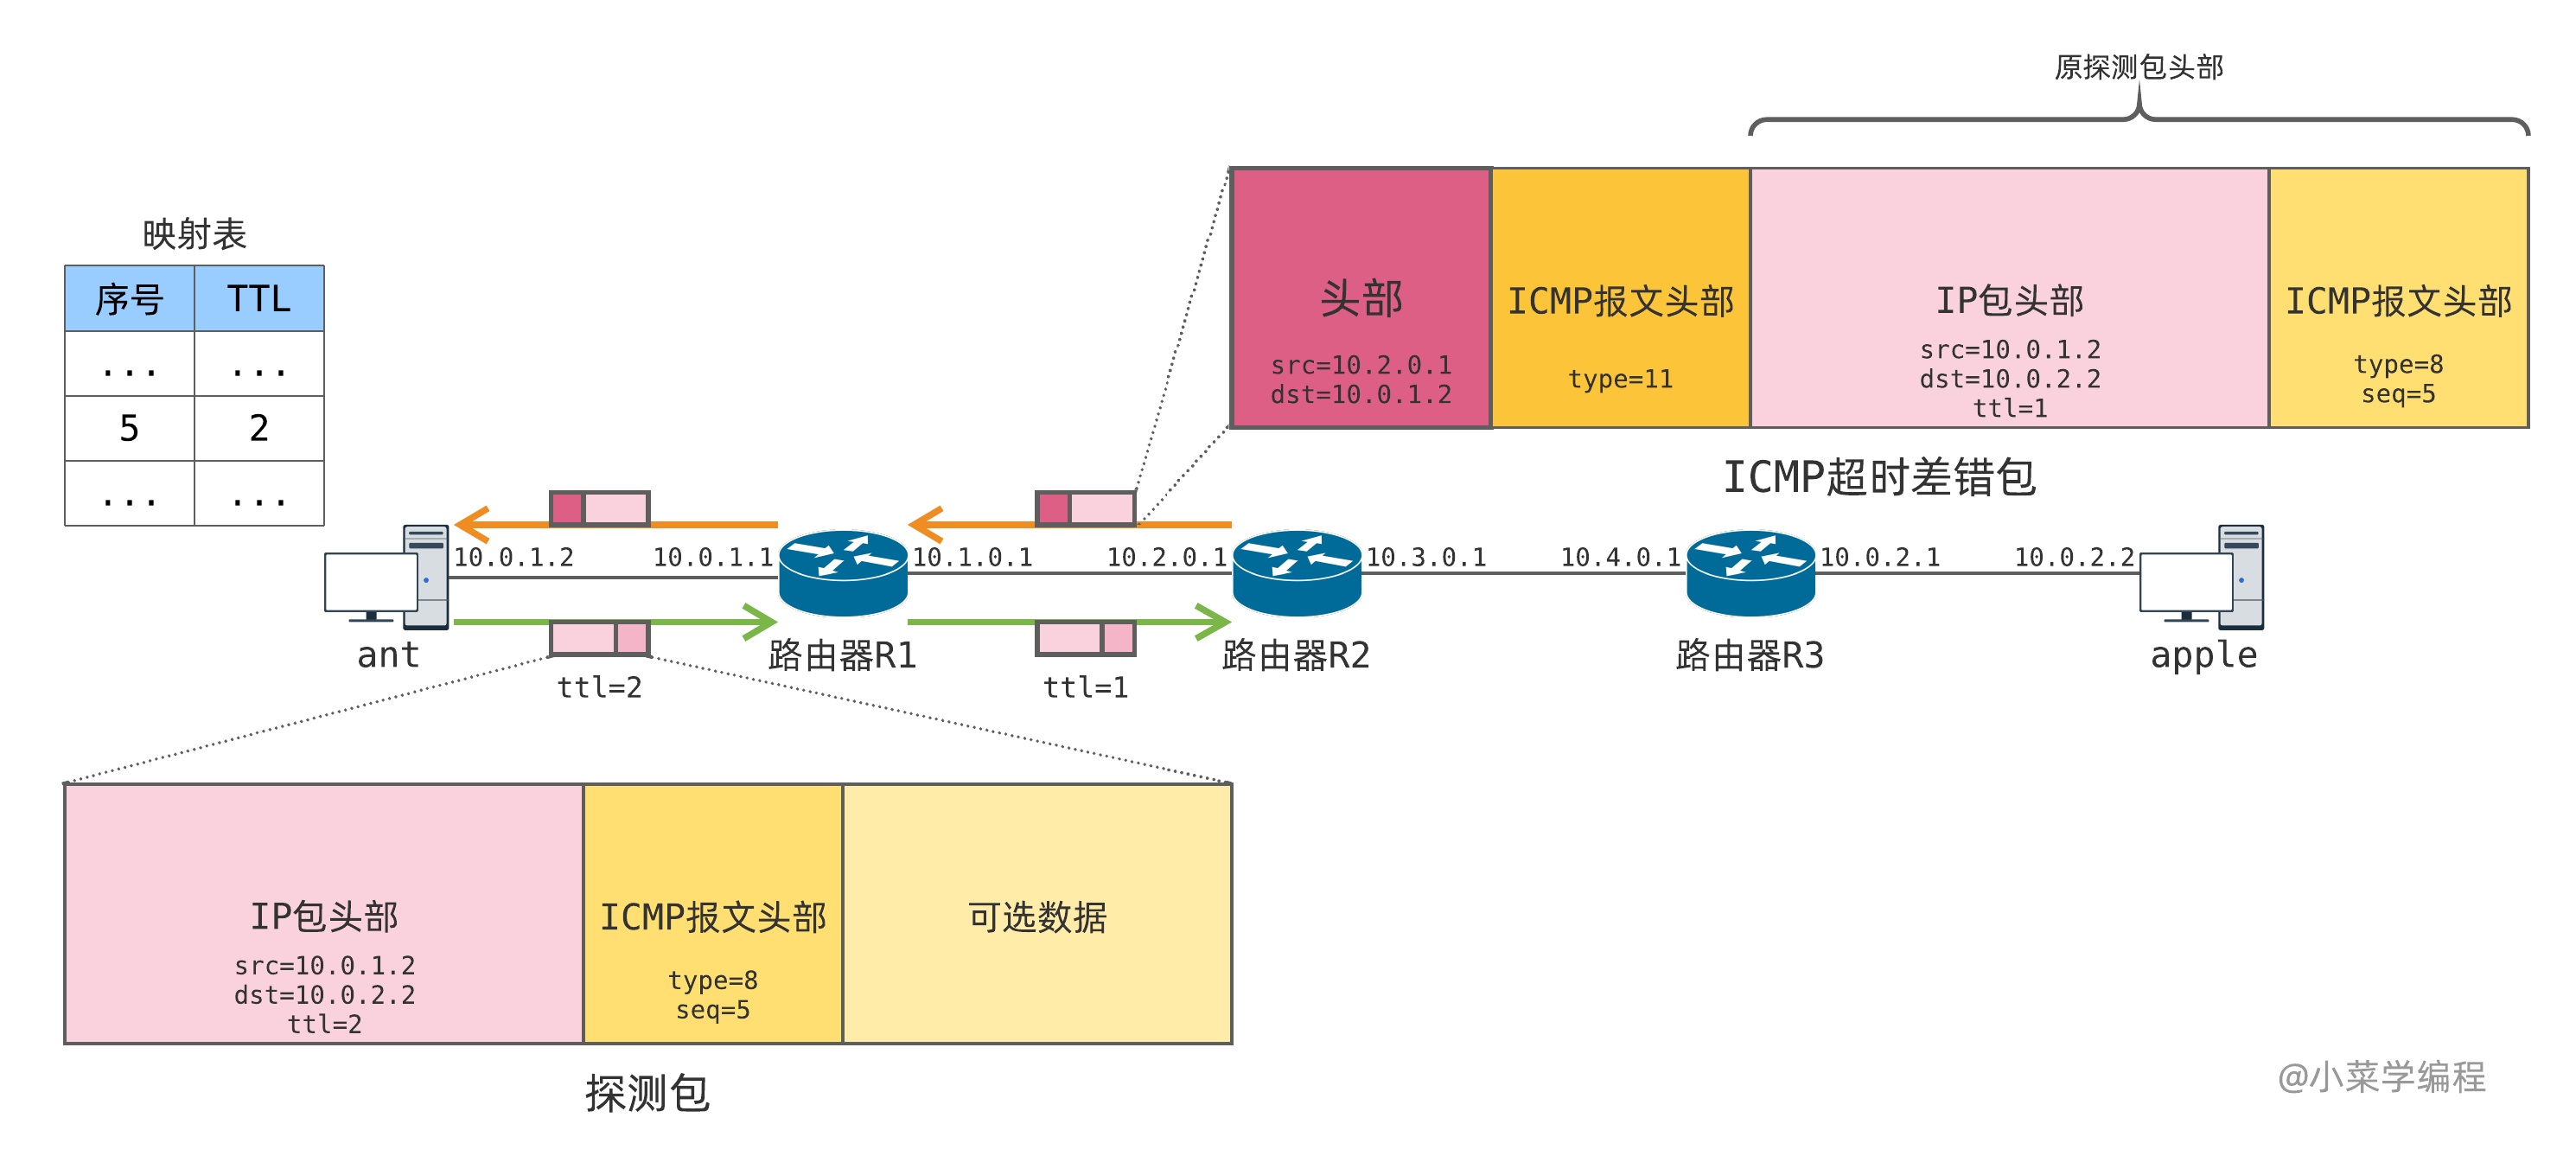 原探测包头部
头部
src=10.2.0.1
dst=10.0.1.2
ICMP报文头部
type=11
IP包头部
src=10.0.1.2
dst=10.0.2.2
ttl=1
ICMP报文头部
type=8
seq=5
ICMP超时差错包
映射表
序号 TTL
... ...
5 2
... ...
10.0.1.2 10.0.1.1 10.1.0.1 10.2.0.1 10.3.0.1 10.4.0.1 10.0.2.1 10.0.2.2
ant 路由器R1 路由器R2 路由器R3 apple
ttl=2 ttl=1
IP包头部
src=10.0.1.2
dst=10.0.2.2
ttl=2
ICMP报文头部
type=8
seq=5
可选数据
探测包
@小菜学编程